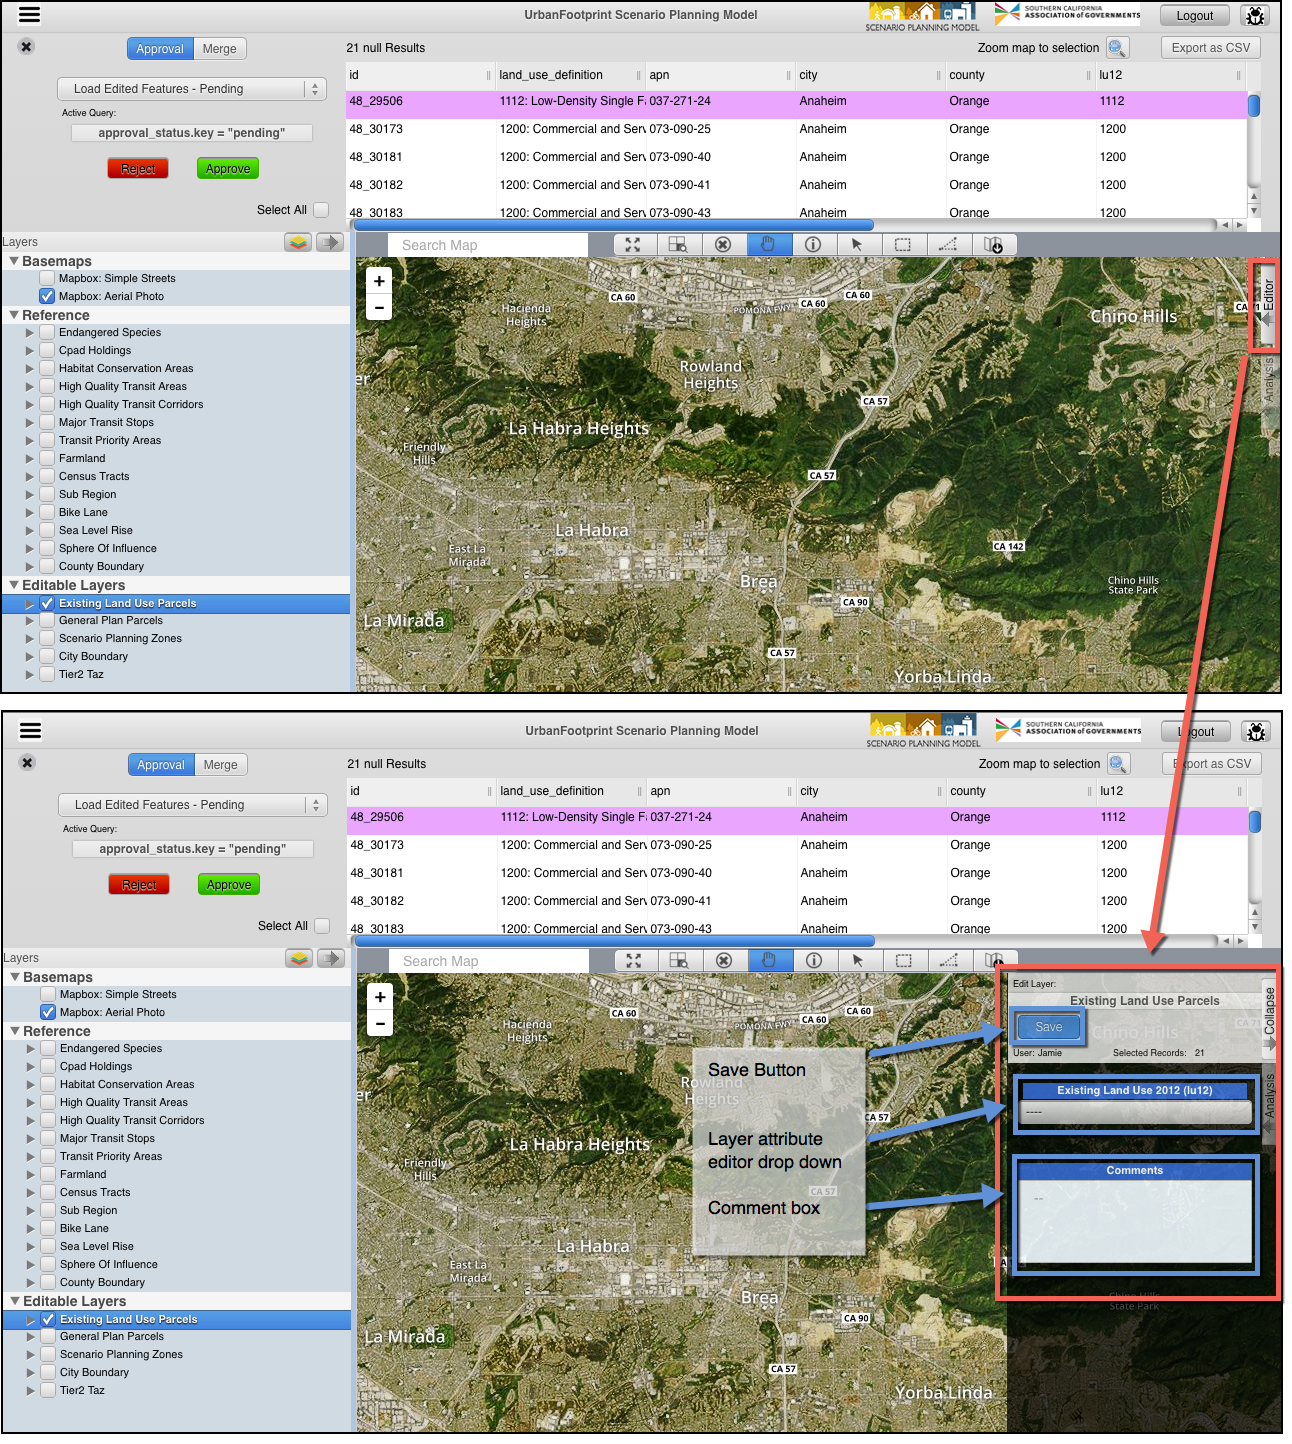 UrbanFootprint Scenario Planning Model
SCENARIO PLANNING MODEL
SOUTHERN CALIFORNIA
ASSOCIATION of GOVERNMENTS
Logout
Approval Merge
21 null Results
Zoom map to selection
Export as CSV
Load Edited Features - Pending
Active Query:
approval_status.key = "pending"
Reject Approve
Select All
id land_use_definition apn city county lu12
48_29506 1112: Low-Density Single F 037-271-24 Anaheim Orange 1112
48_30173 1200: Commercial and Serv 073-090-25 Anaheim Orange 1200
48_30181 1200: Commercial and Serv 073-090-40 Anaheim Orange 1200
48_30182 1200: Commercial and Serv 073-090-41 Anaheim Orange 1200
48_30183 1200: Commercial and Serv 073-090-43 Anaheim Orange 1200
Layers
Search Map
Basemaps
Mapbox: Simple Streets
Mapbox: Aerial Photo
Reference
Endangered Species
Cpad Holdings
Habitat Conservation Areas
High Quality Transit Areas
High Quality Transit Corridors
Major Transit Stops
Transit Priority Areas
Farmland
Census Tracts
Sub Region
Bike Lane
Sea Level Rise
Sphere Of Influence
County Boundary
Editable Layers
Existing Land Use Parcels
General Plan Parcels
Scenario Planning Zones
City Boundary
Tier2 Taz
+
-
CA 60
CA 60
CA 60
POMONA FWY
Hacienda
Heights
Chino Hills
Editor
Analysis
er
Rowland
Heights
CA 57
La Habra Heights
Friendly
Hills
CA 57
La Habra
East La
Mirada
CA 142
Brea
Chino Hills
State Park
CA 90
La Mirada
CA 57
Yorba Linda
UrbanFootprint Scenario Planning Model
SCENARIO PLANNING MODEL
SOUTHERN CALIFORNIA
ASSOCIATION of GOVERNMENTS
Logout
Approval Merge
21 null Results
Zoom map to selection
Export as CSV
Load Edited Features - Pending
Active Query:
approval_status.key = "pending"
Reject Approve
Select All
id land_use_definition apn city county lu12
48_29506 1112: Low-Density Single F 037-271-24 Anaheim Orange 1112
48_30173 1200: Commercial and Serv 073-090-25 Anaheim Orange 1200
48_30181 1200: Commercial and Serv 073-090-40 Anaheim Orange 1200
48_30182 1200: Commercial and Serv 073-090-41 Anaheim Orange 1200
48_30183 1200: Commercial and Serv 073-090-43 Anaheim Orange 1200
Layers
Search Map
Basemaps
Mapbox: Simple Streets
Mapbox: Aerial Photo
Reference
Endangered Species
Cpad Holdings
Habitat Conservation Areas
High Quality Transit Areas
High Quality Transit Corridors
Major Transit Stops
Transit Priority Areas
Farmland
Census Tracts
Sub Region
Bike Lane
Sea Level Rise
Sphere Of Influence
County Boundary
Editable Layers
Existing Land Use Parcels
General Plan Parcels
Scenario Planning Zones
City Boundary
Tier2 Taz
+
-
CA 60
CA 60
CA 60
POMONA FWY
Hacienda
Heights
er
Rowland
Heights
CA 57
La Habra Heights
Friendly
Hills
CA 57
La Habra
East La
Mirada
Brea
CA 90
La Mirada
CA 57
Yorba Linda
Save Button
Layer attribute
editor drop down
Comment box
Edit Layer:
Existing Land Use Parcels
Save
Chino Hills
User: Jamie Selected Records: 21
Collapse
Analysis
Existing Land Use 2012 (lu12)
----
Comments
--
Chino Hills
State Park